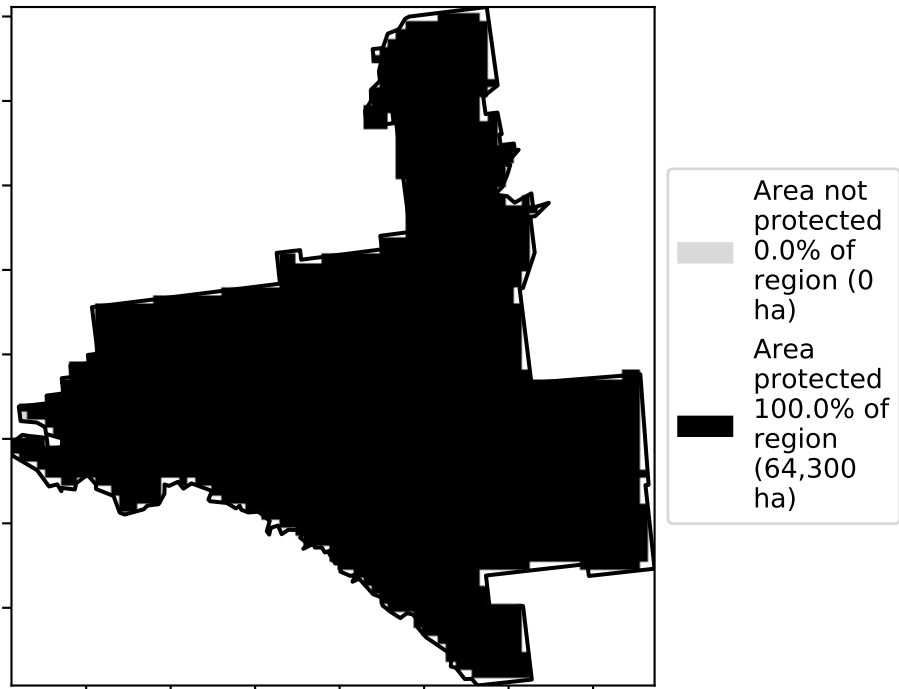 Area not
protected
0.0% of
region (0
ha)
Area
protected
100.0% of
region
(64,300
ha)